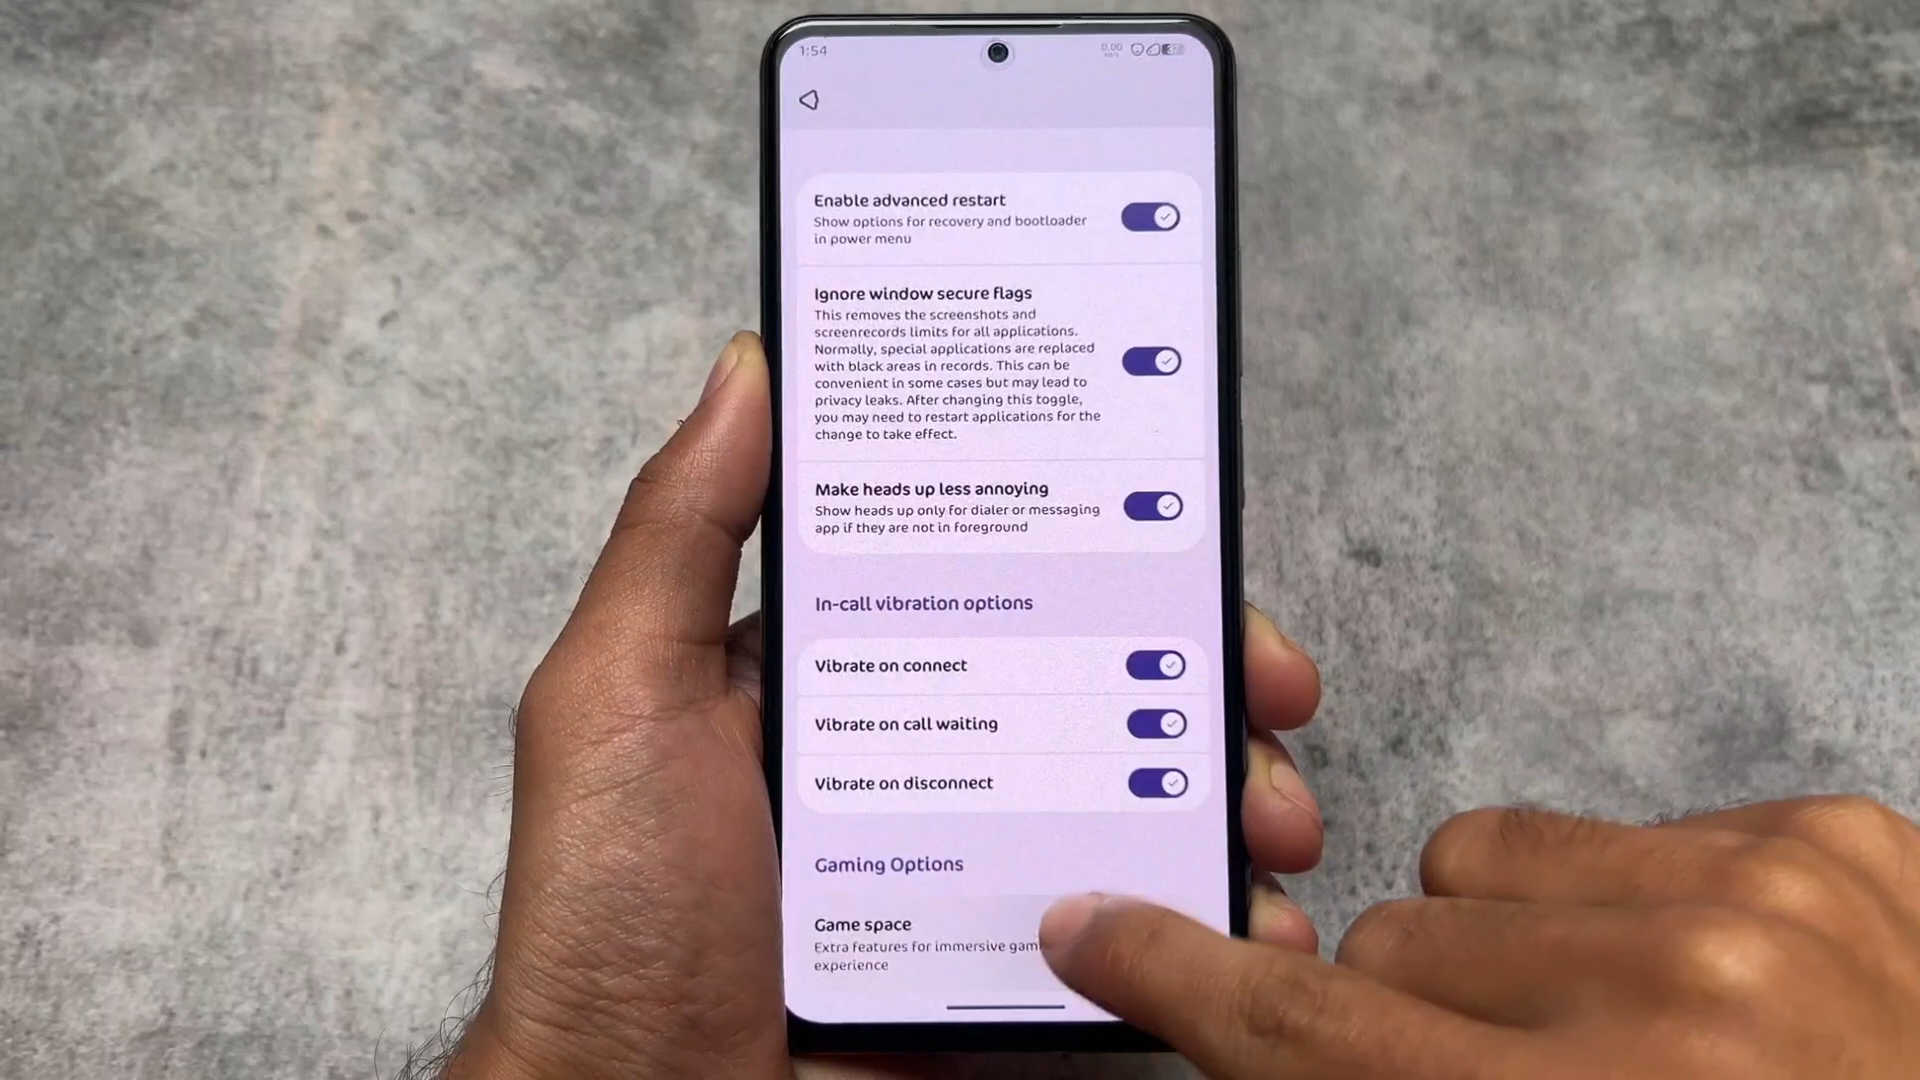 1:54
0.00
37
Enable advanced restart
Show options for recovery and bootloader
in power menu
Ignore window secure flags
This removes the screenshots and
screenrecords limits for all applications.
Normally, special applications are replaced
with black areas in records. This can be
convenient in some cases but may lead to
privacy leaks. After changing this toggle,
you may need to restart applications for the
change to take effect.
Make heads up less annoying
Show heads up only for dialer or messaging
app if they are not in foreground
In-call vibration options
Vibrate on connect
Vibrate on call waiting
Vibrate on disconnect
Gaming Options
Game space
Extra features for immersive gam
experience